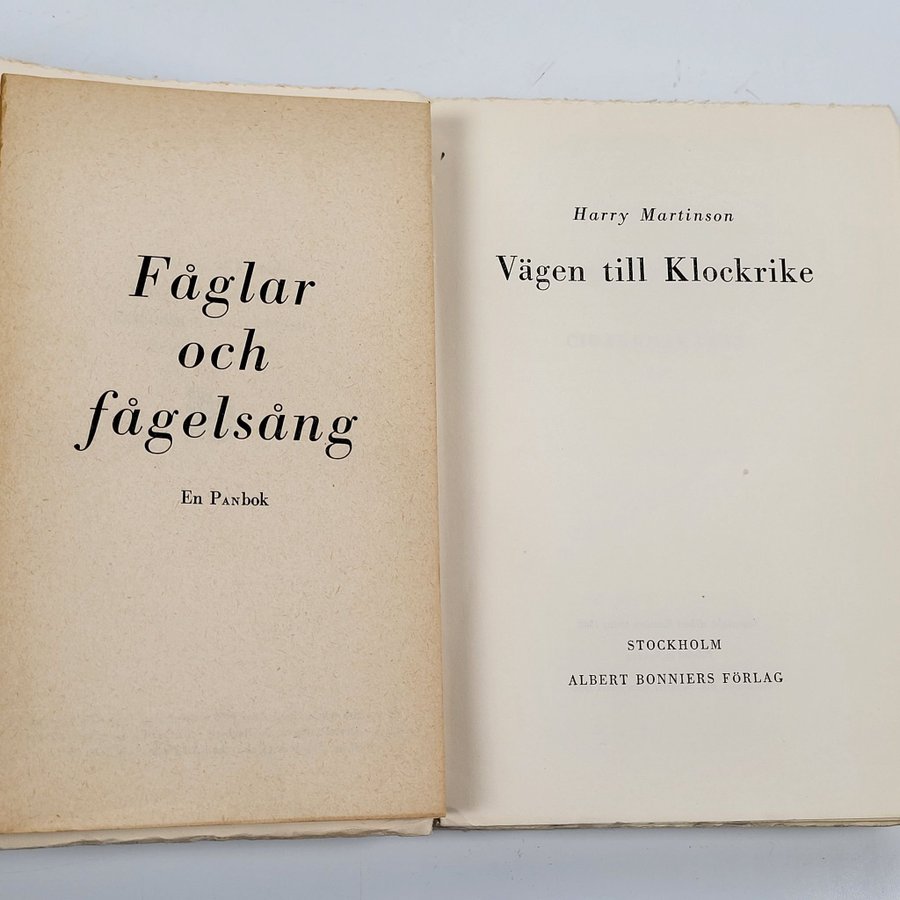 Fåglar
och
fågelsång
En PANbok
Harry Martinson
Vägen till Klockrike
STOCKHOLM
ALBERT BONNIERS FÖRLAG